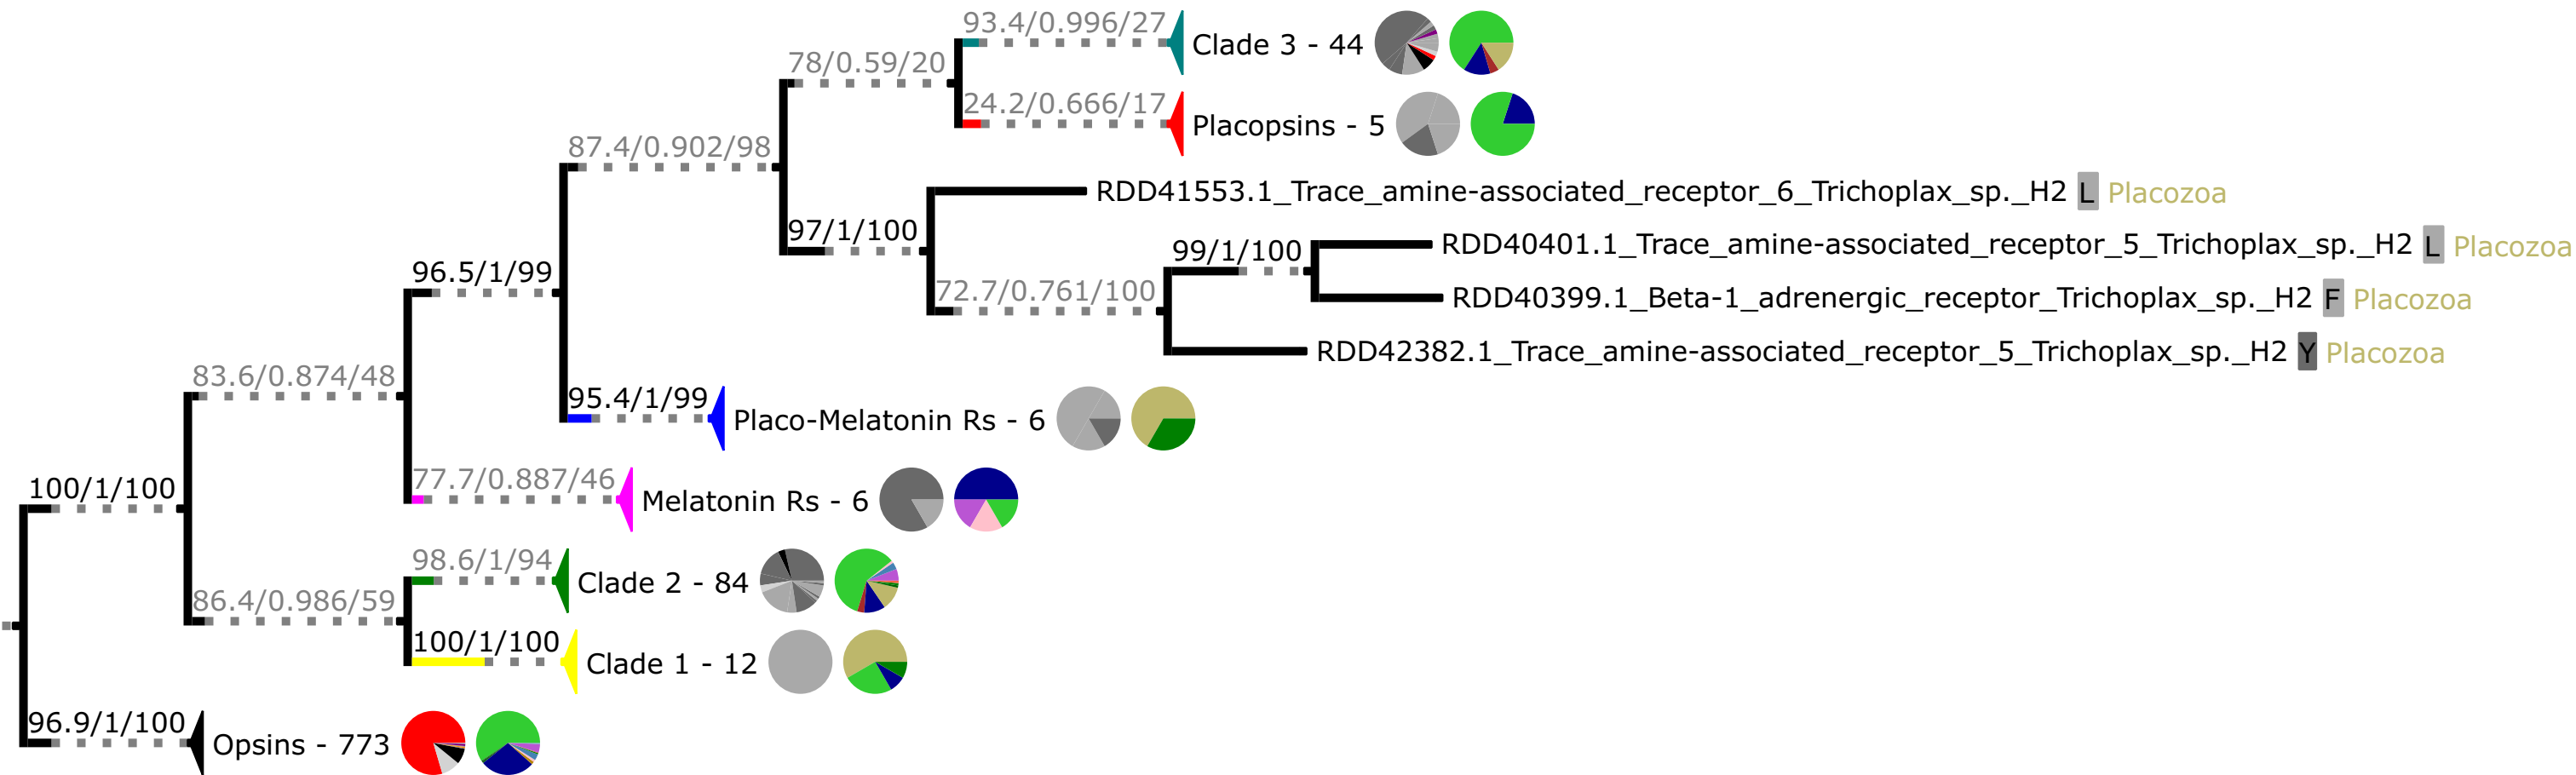 93.4/0.996/27
Clade 3 - 44
78/0.59/20
24.2/0.666/17
Placopsins - 5
87.4/0.902/98
RDD41553.1_Trace_amine-associated_receptor_6_Trichoplax_sp._H2 L Placozoa
97/1/100
99/1/100
RDD40401.1_Trace_amine-associated_receptor_5_Trichoplax_sp._H2 L Placozoa
96.5/1/99
72.7/0.761/100
RDD40399.1_Beta-1_adrenergic_receptor_Trichoplax_sp._H2 F Placozoa
RDD42382.1_Trace_amine-associated_receptor_5_Trichoplax_sp._H2 Y Placozoa
83.6/0.874/48
95.4/1/99
Placo-Melatonin Rs - 6
100/1/100
77.7/0.887/46
Melatonin Rs - 6
98.6/1/94
Clade 2 - 84
86.4/0.986/59
100/1/100
Clade 1 - 12
96.9/1/100
Opsins - 773